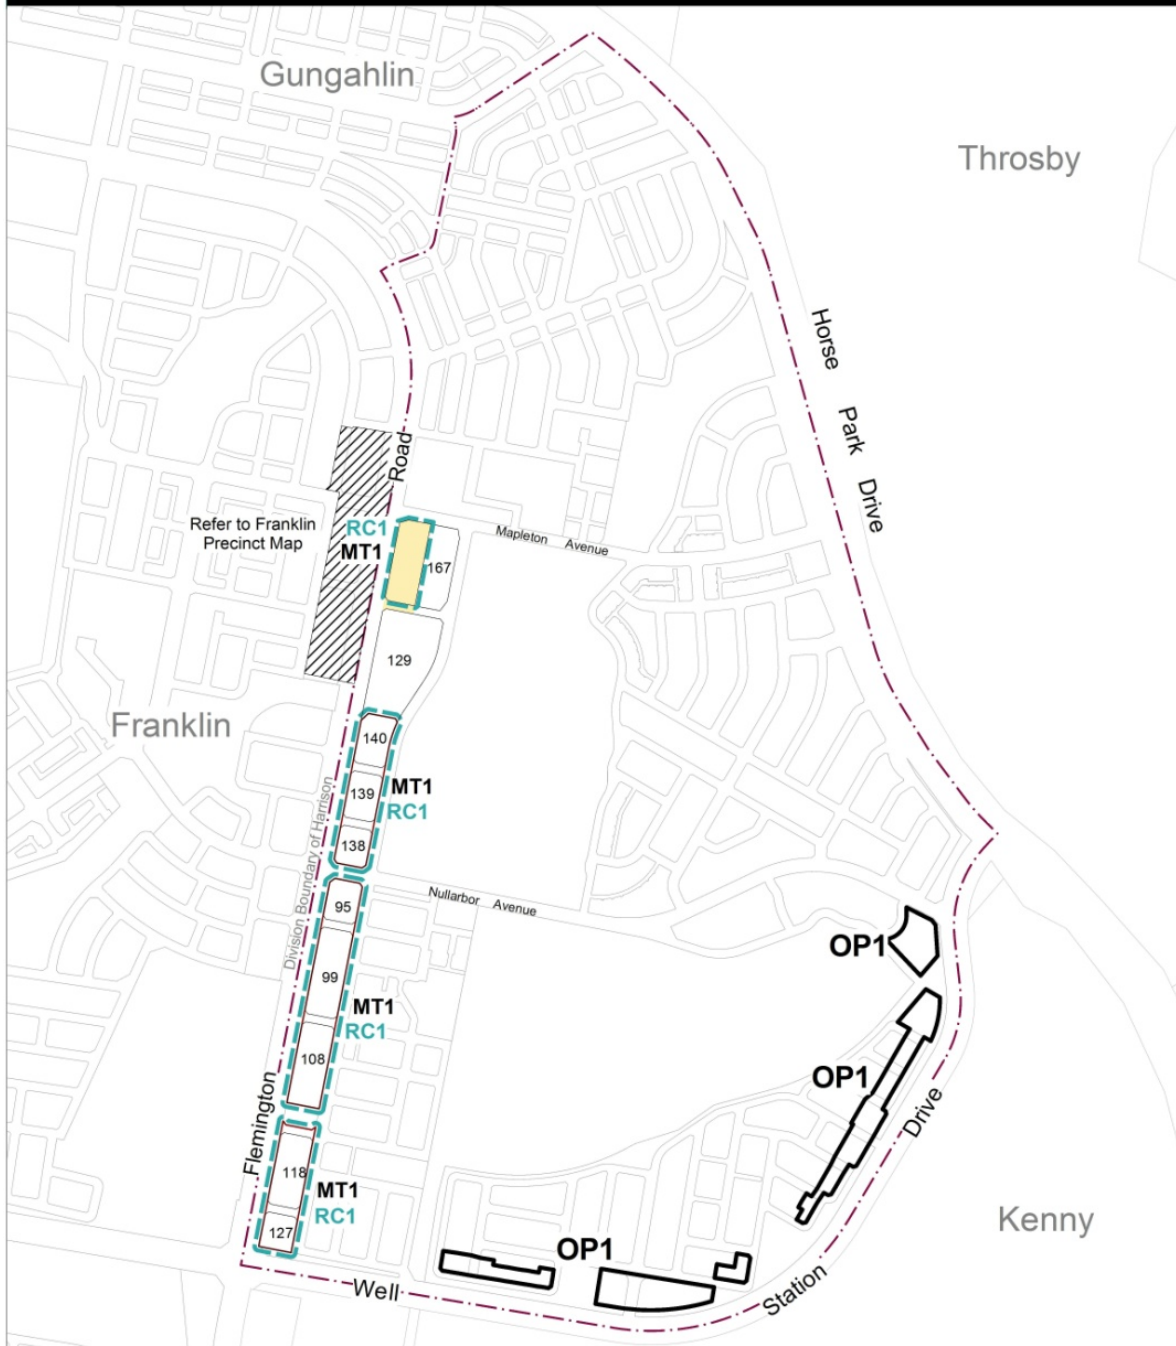 Gungahlin
Throsby
Horse Park Drive
Road
Refer to Franklin
Precinct Map
RC1
MT1
Mapleton Avenue
167
129
Franklin
140
139
138
MT1
RC1
Division Boundary of Harrison
Nullarbor Avenue
95
99
108
MT1
RC1
OP1
OP1
Flemington
Drive
118
127
MT1
RC1
Kenny
OP1
Well
Station